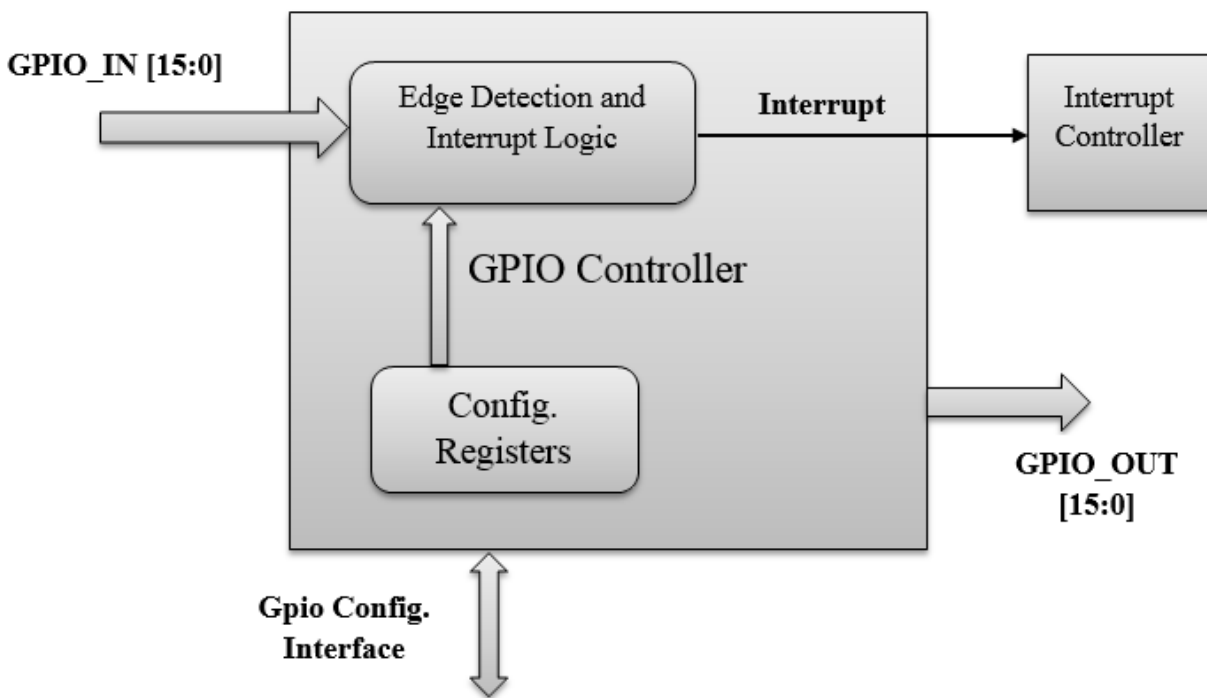 GPIO_IN [15:0]
Edge Detection and
Interrupt Logic
Interrupt
Interrupt
Controller
GPIO Controller
Config.
Registers
GPIO_OUT
[15:0]
Gpio Config.
Interface